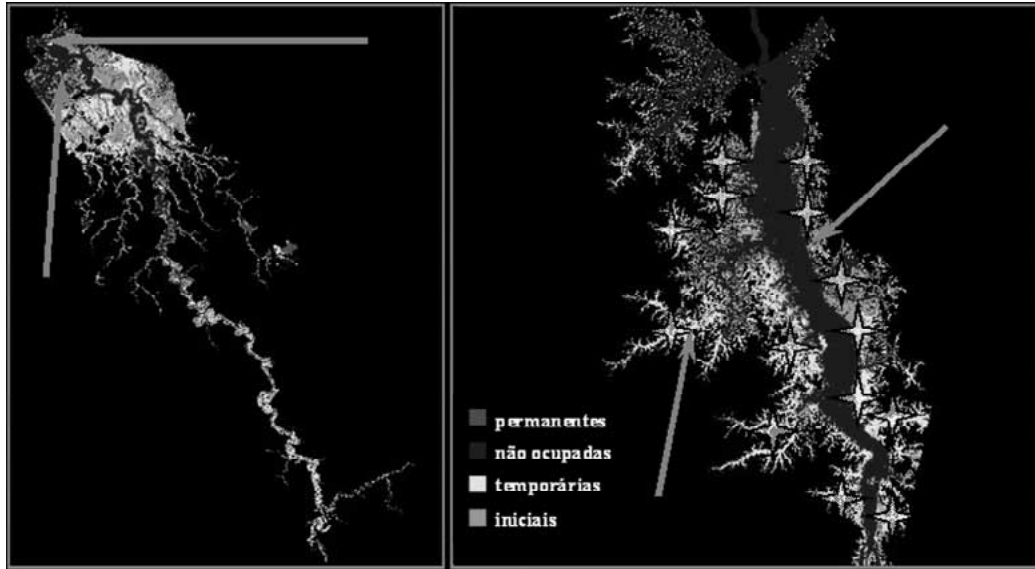 permanentes
não ocupadas
temporárias
iniciais